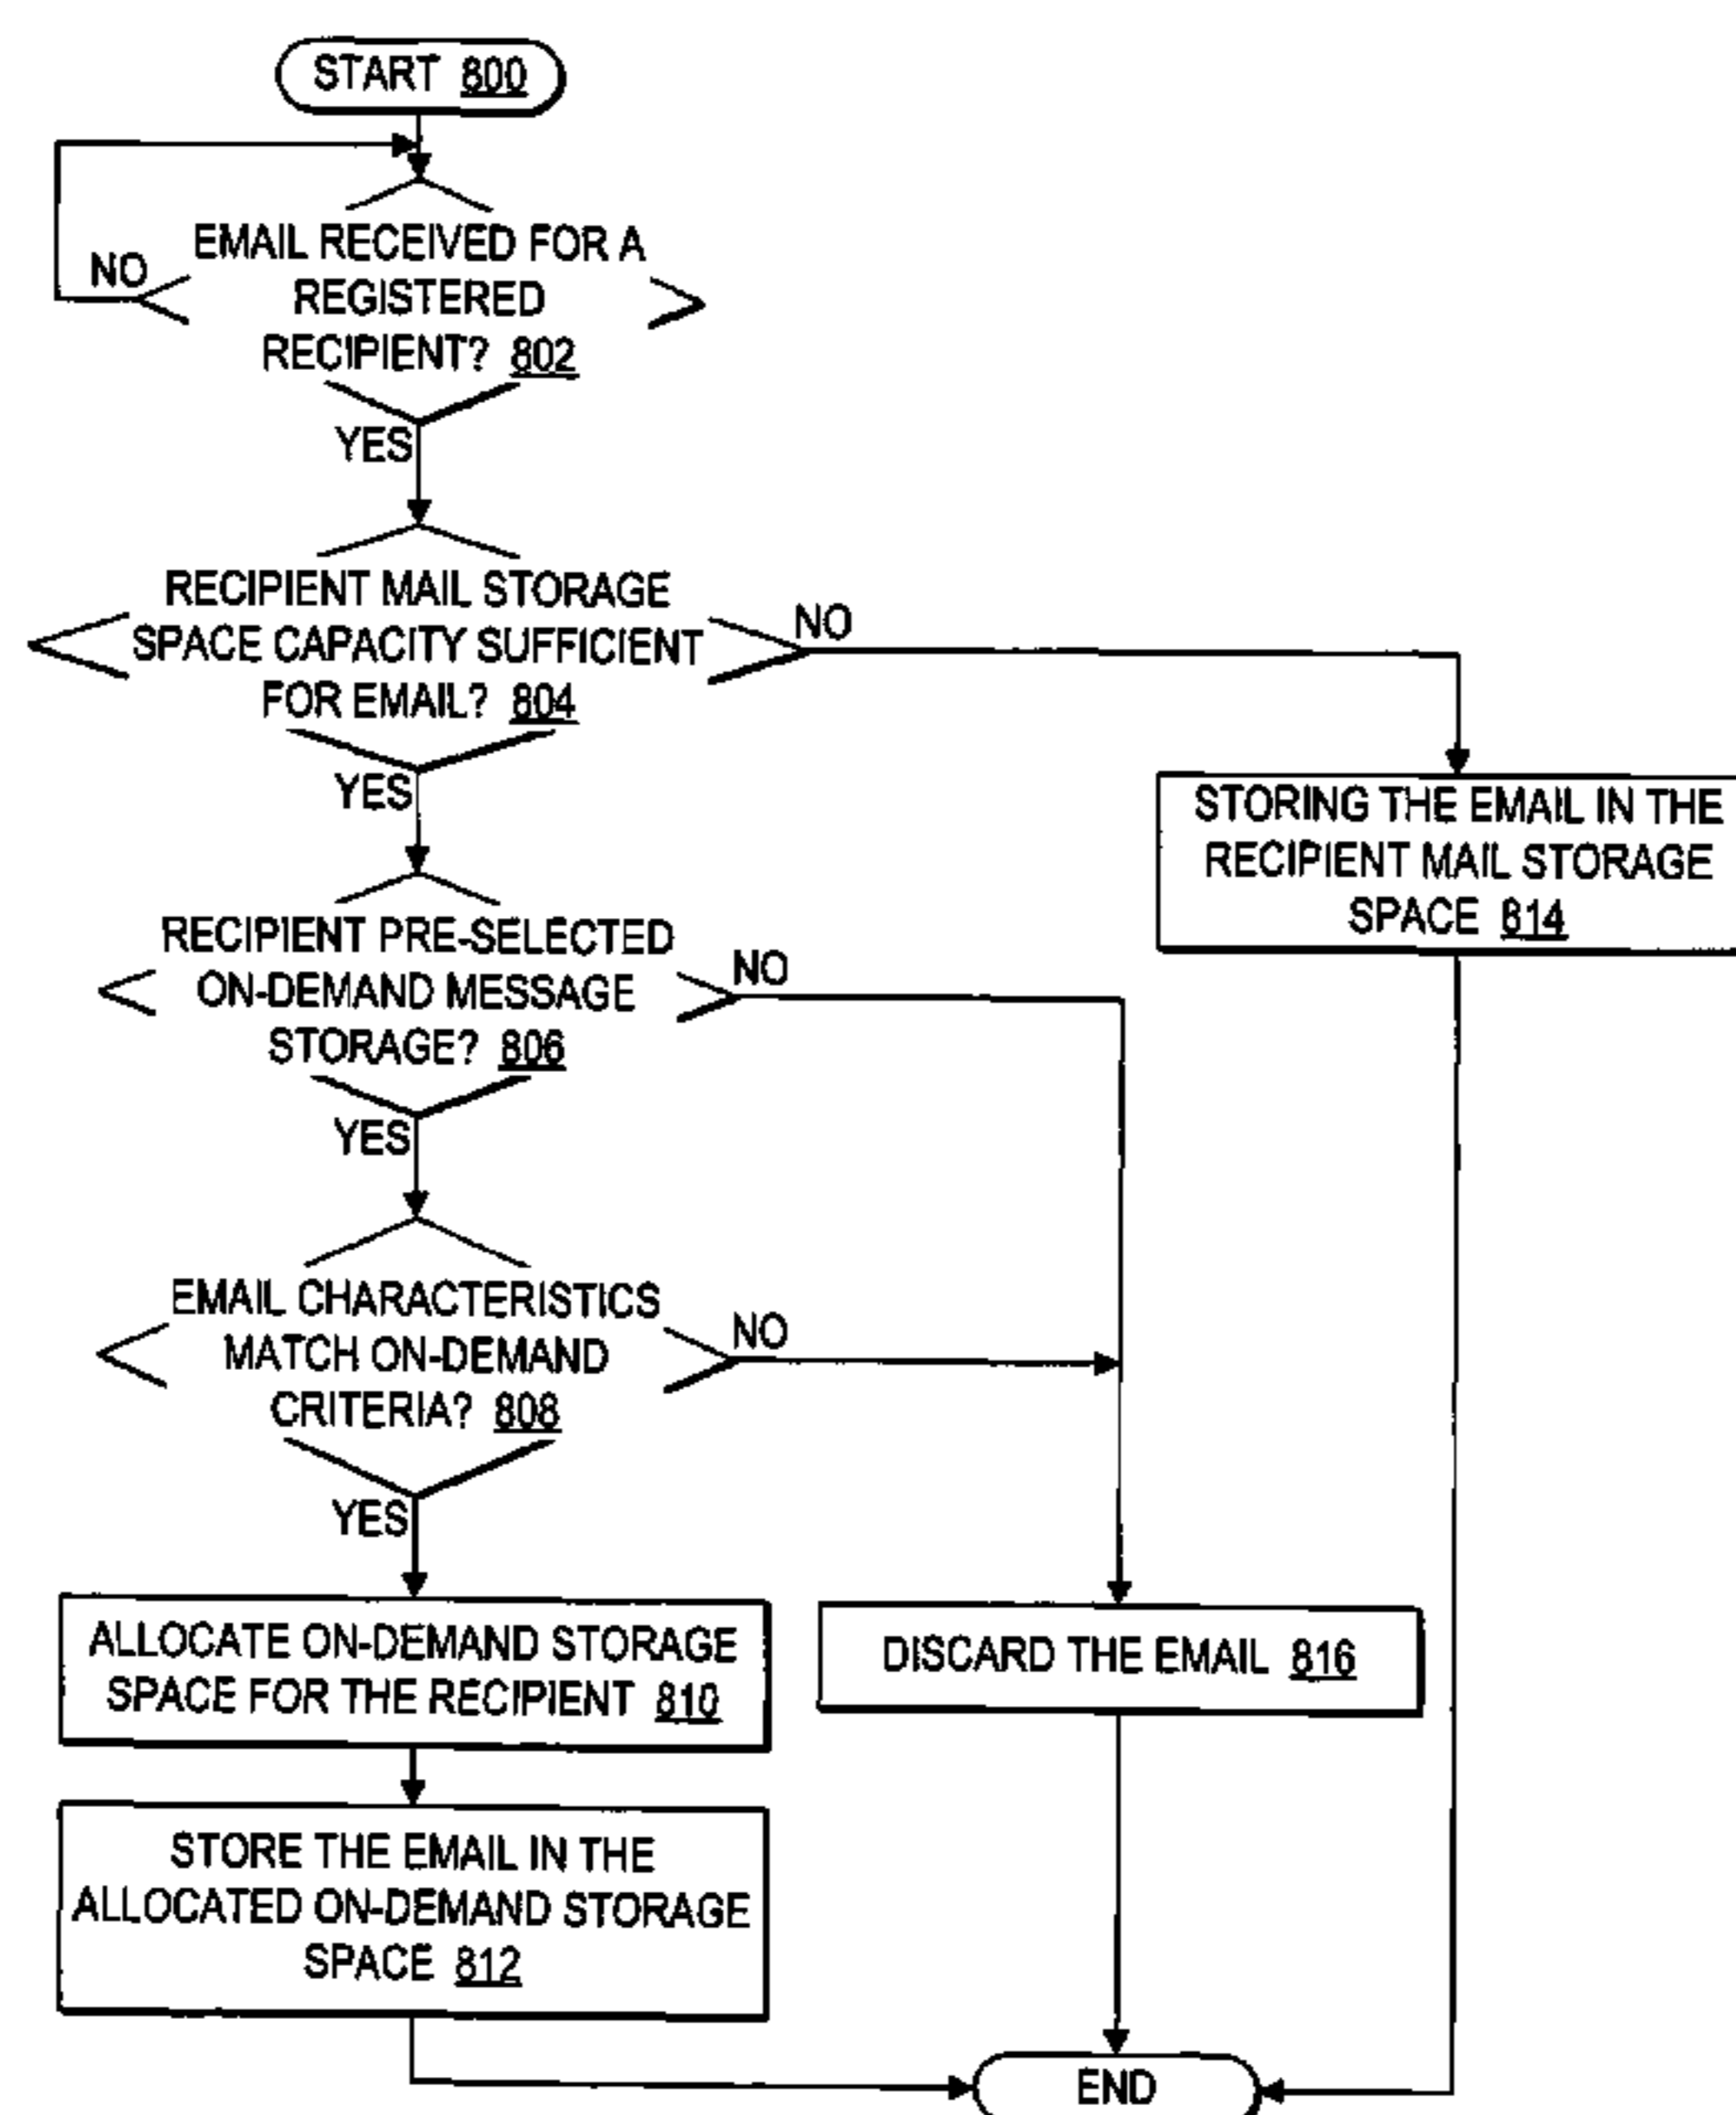 START 800
EMAIL RECEIVED FOR A
REGISTERED
RECIPIENT? 802
NO
YES
RECIPIENT MAIL STORAGE
SPACE CAPACITY SUFFICIENT
FOR EMAIL? 804
NO
YES
STORING THE EMAIL IN THE
RECIPIENT MAIL STORAGE
SPACE 814
RECIPIENT PRE-SELECTED
ON-DEMAND MESSAGE
STORAGE? 806
NO
YES
EMAIL CHARACTERISTICS
MATCH ON-DEMAND
CRITERIA? 808
NO
YES
ALLOCATE ON-DEMAND STORAGE
SPACE FOR THE RECIPIENT 810
DISCARD THE EMAIL 816
STORE THE EMAIL IN THE
ALLOCATED ON-DEMAND STORAGE
SPACE 812
END